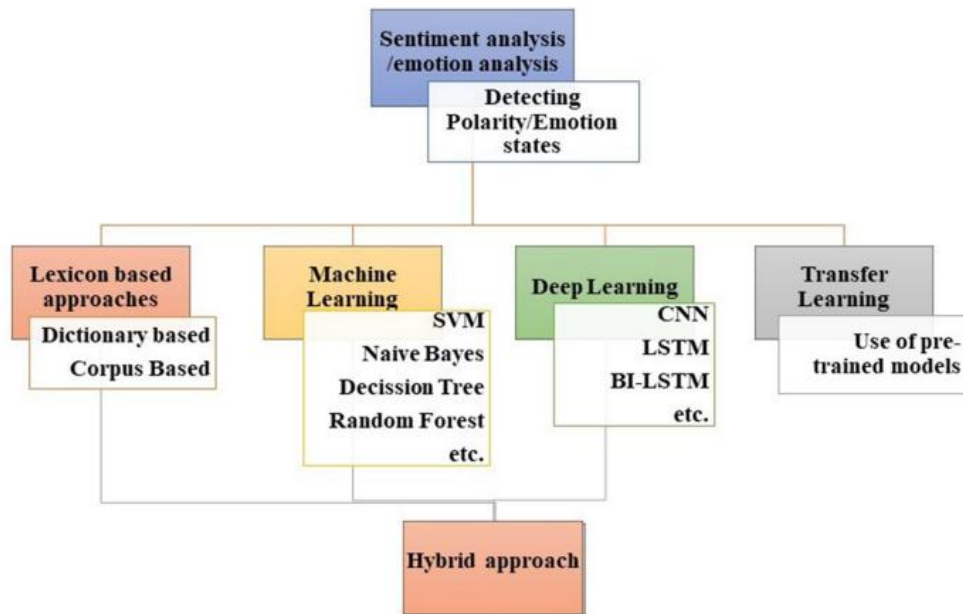 Sentiment analysis
/emotion analysis
Detecting
Polarity/Emotion
states
Lexicon based
approaches
Dictionary based
Corpus Based
Machine
Learning
SVM
Naive Bayes
Decission Tree
Random Forest
etc.
Deep Learning
CNN
LSTM
BI-LSTM
etc.
Transfer
Learning
Use of pre-
trained models
Hybrid approach